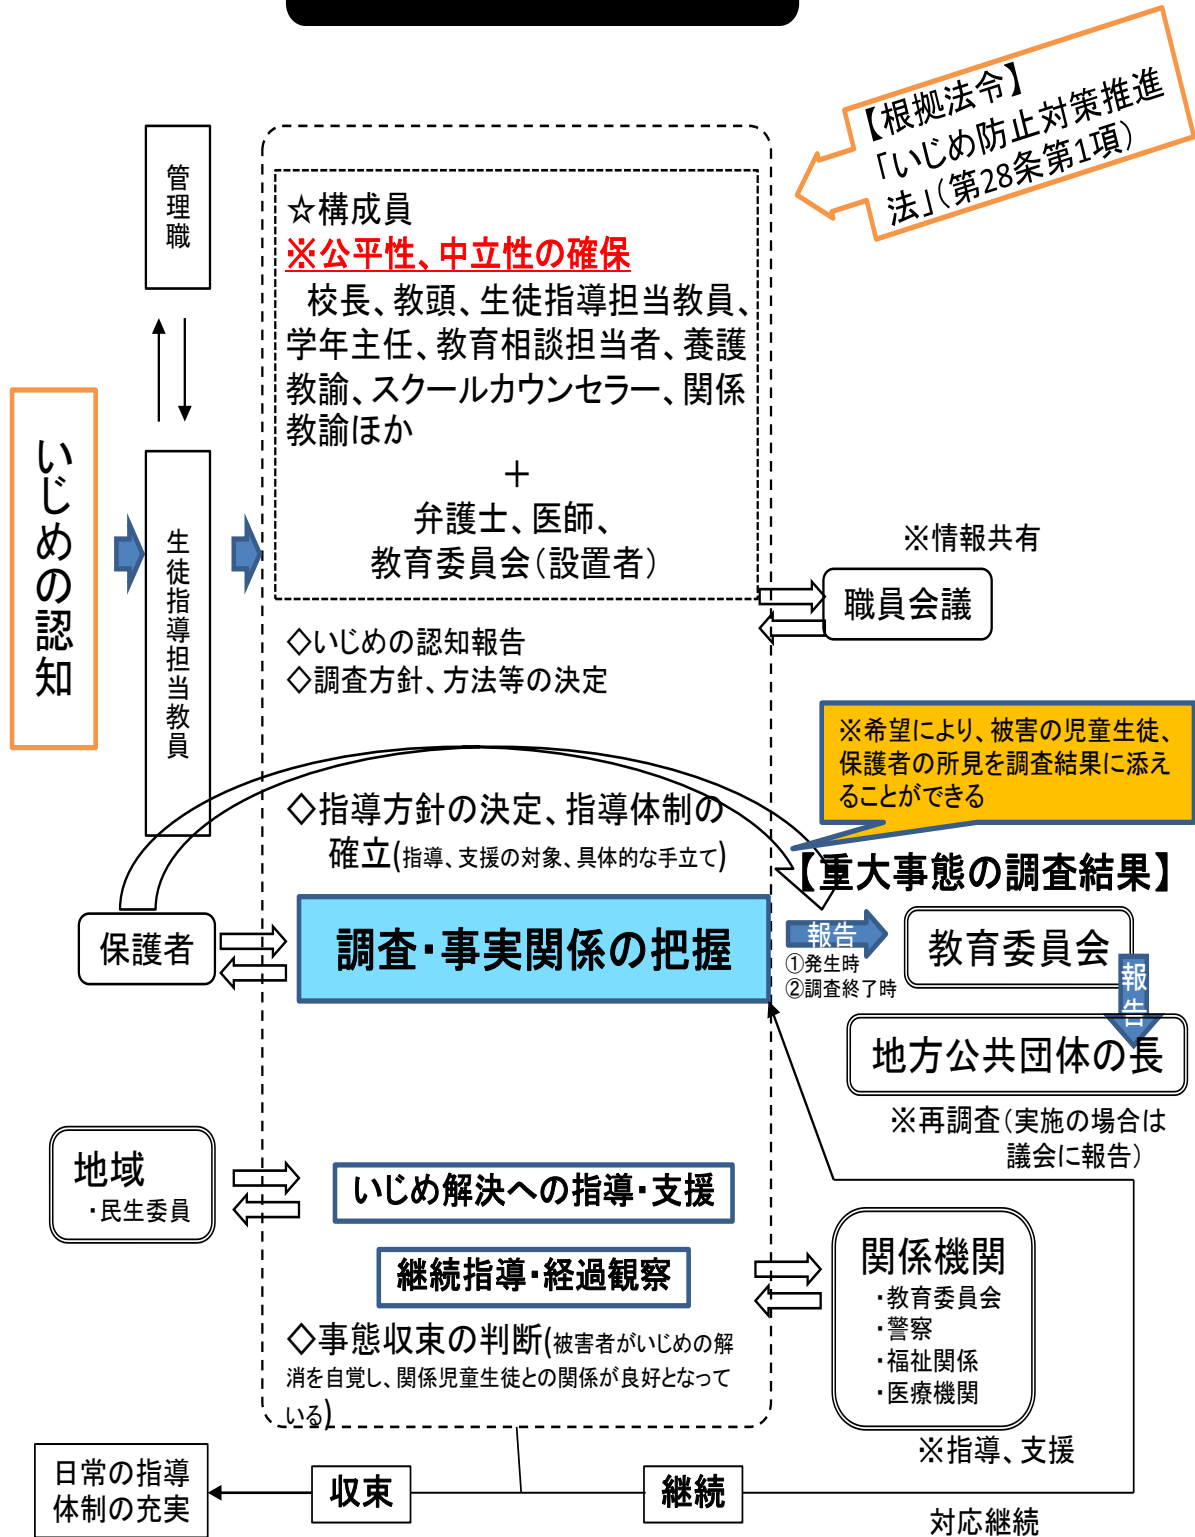 【根拠法令】
「いじめ防止対策推進
法」（第28条第1項）
管理職
☆構成員
※公平性、中立性の確保
校長、教頭、生徒指導担当教員、
学年主任、教育相談担当者、養護
教諭、スクールカウンセラー、関係
教諭ほか
＋
弁護士、医師、
教育委員会（設置者）
いじめの認知
生徒指導担当教員
※情報共有
職員会議
◇いじめの認知報告
◇調査方針、方法等の決定
※希望により、被害の児童生徒、
保護者の所見を調査結果に添え
ることができる
◇指導方針の決定、指導体制の
確立(指導、支援の対象、具体的な手立て)
【重大事態の調査結果】
保護者
調査・事実関係の把握
報告
①発生時
②調査終了時
教育委員会
報告
地方公共団体の長
※再調査（実施の場合は
議会に報告）
地域
・民生委員
いじめ解決への指導・支援
継続指導・経過観察
関係機関
・教育委員会
・警察
・福祉関係
・医療機関
◇事態収束の判断(被害者がいじめの解
消を自覚し、関係児童生徒との関係が良好となって
いる)
※指導、支援
日常の指導
体制の充実
収束
継続
対応継続